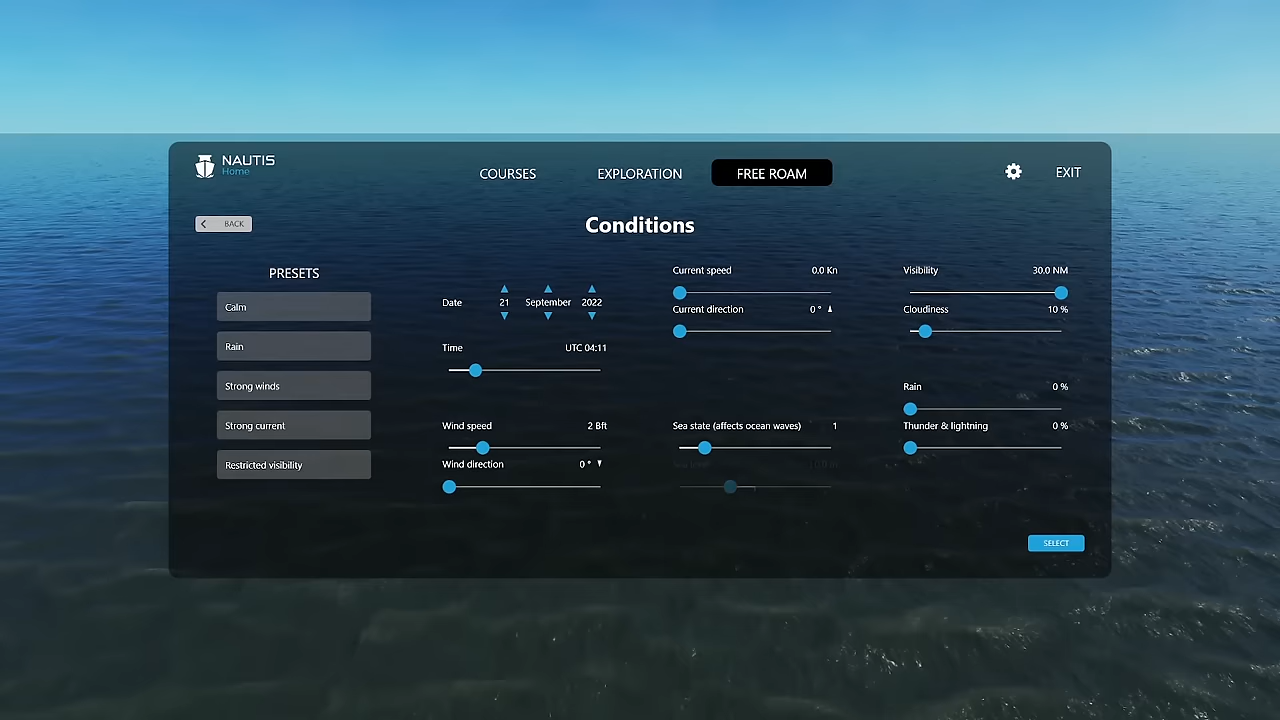 NAUTIS
Home
COURSES
EXPLORATION
FREE ROAM
EXIT
BACK
Conditions
PRESETS
Calm
Rain
Strong winds
Strong current
Restricted visibility
Date
21 September 2022
Time UTC 04:11
Wind speed 2 Bft
Wind direction 0 °
Current speed 0.0 Kn
Current direction 0 °
Sea state (affects ocean waves) 1
Visibility 30.0 NM
Cloudiness 10 %
Rain 0 %
Thunder & lightning 0 %
SELECT